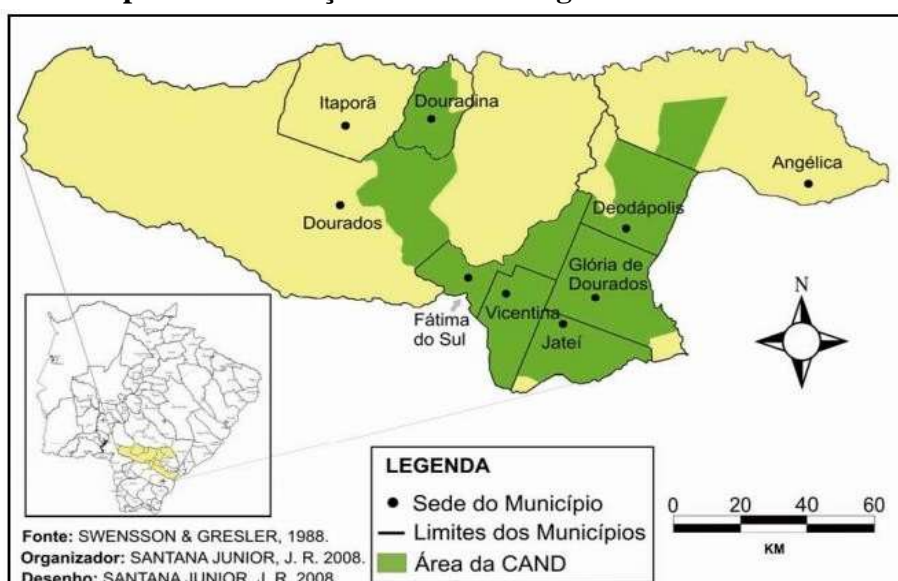 Itaporã
Douradina
Angélica
Dourados
Deodápolis
Glória de
Dourados
Fátima
do Sul
Vicentina
Jateí
N
LEGENDA
Sede do Município
Limites dos Municípios
Área da CAND
0 20 40 60
KM
Fonte: SWENSSON & GRESLER, 1988.
Organizador: SANTANA JUNIOR, J. R. 2008.
Desenho: SANTANA JUNIOR, J. R. 2008